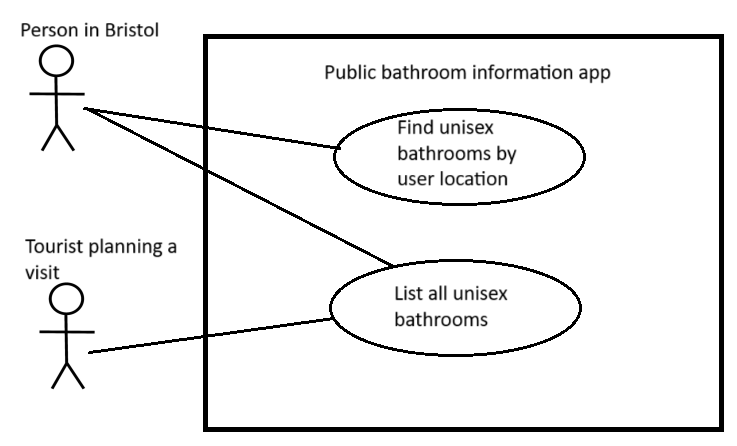 Person in Bristol
Public bathroom information app
Find unisex
bathrooms by
user location
Tourist planning a
visit
List all unisex
bathrooms